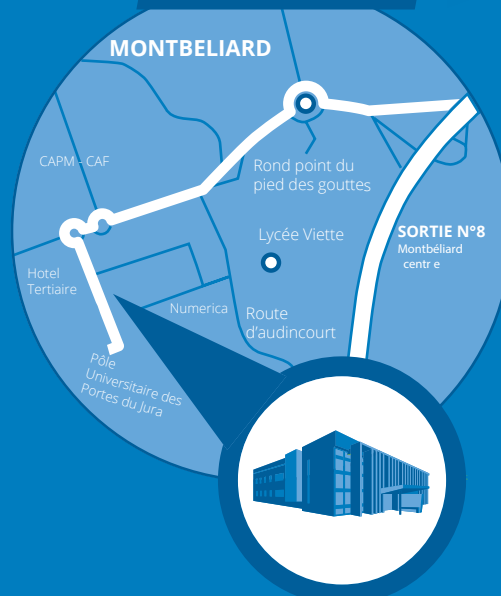 MONTBELIARD
CAPM - CAF
Rond point du
pied des gouttes
Lycée Viette
SORTIE N°8
Montbéliard
centr e
Hotel
Tertiaire
Numerica
Route
d'audincourt
Pôle
Universitaire des
Portes du Jura